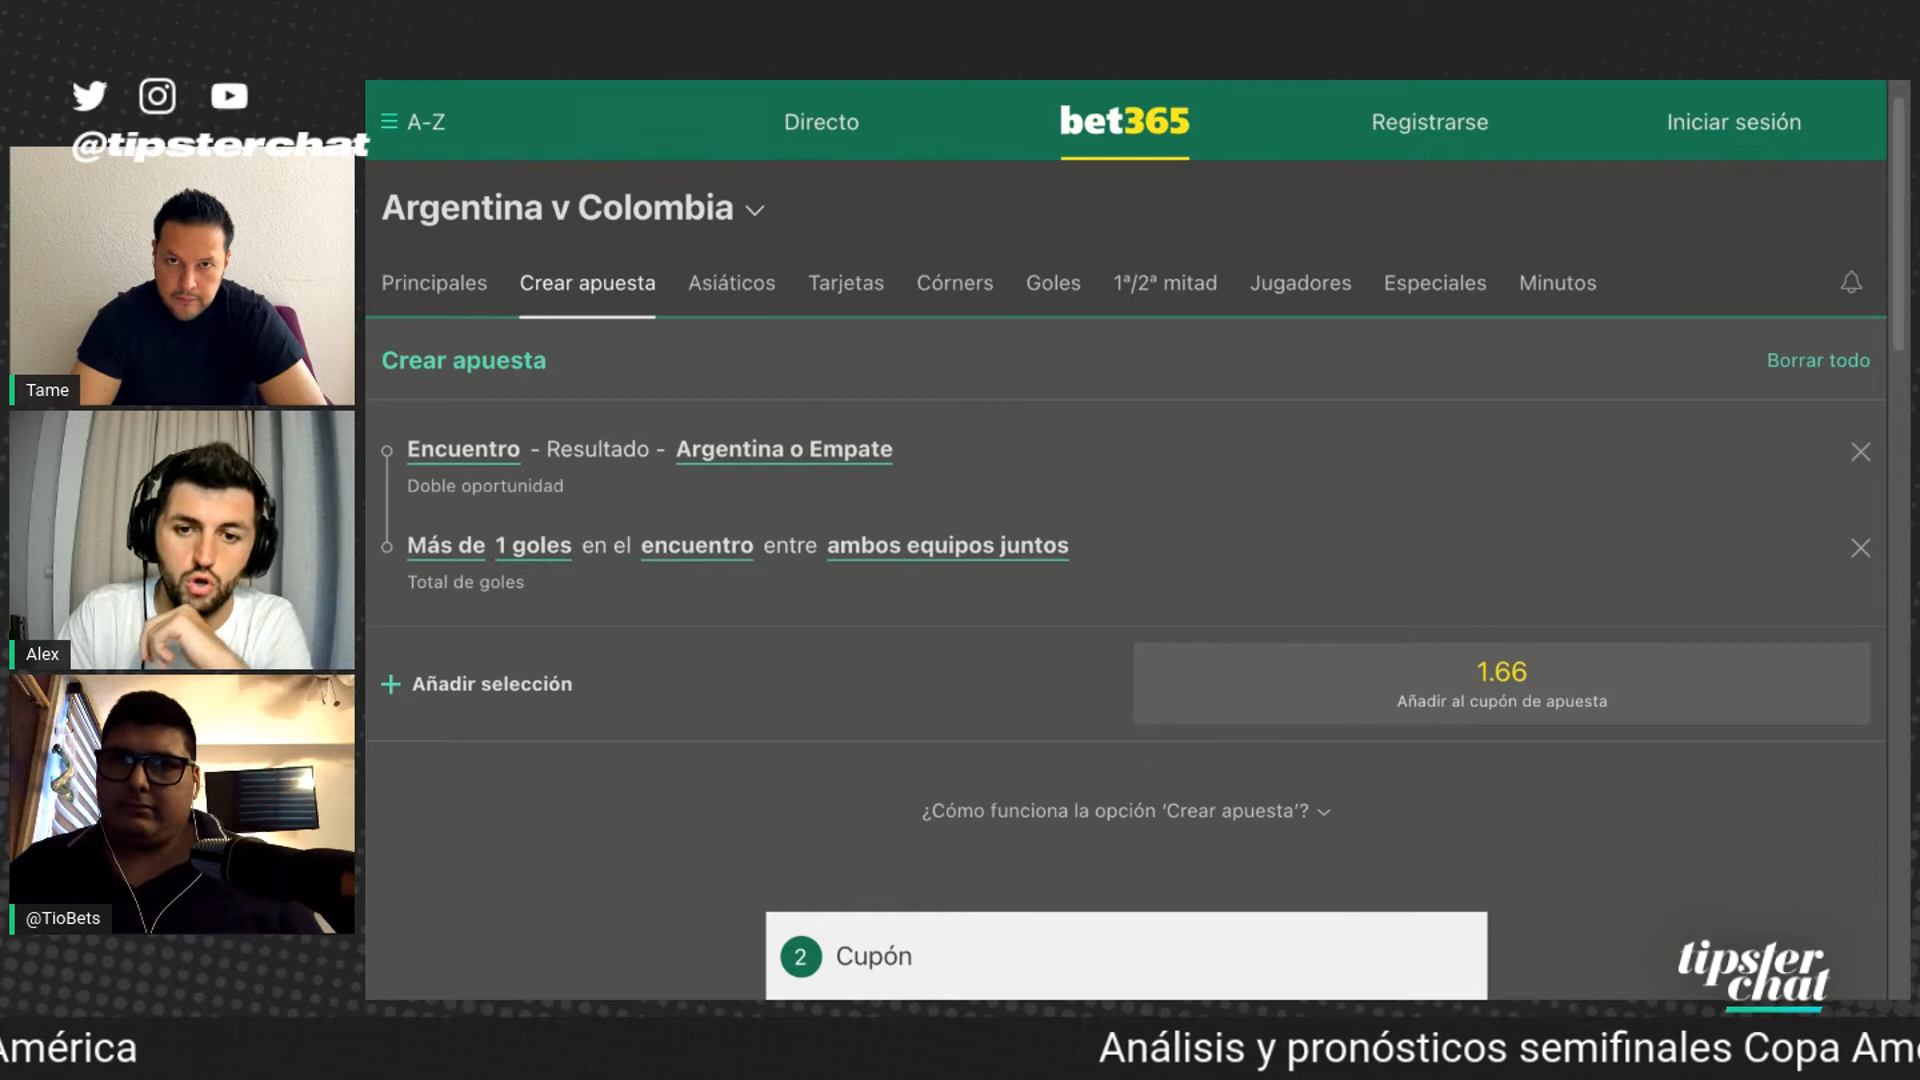 @tipsterchat
Tame
Alex
@TioBets
A-Z
Directo
bet365
Registrarse
Iniciar sesión
Argentina v Colombia
Principales
Crear apuesta
Asiáticos
Tarjetas
Córners
Goles
1ª/2ª mitad
Jugadores
Especiales
Minutos
Crear apuesta
Borrar todo
Encuentro - Resultado - Argentina o Empate
Doble oportunidad
Más de 1 goles en el encuentro entre ambos equipos juntos
Total de goles
+ Añadir selección
1.66
Añadir al cupón de apuesta
¿Cómo funciona la opción ‘Crear apuesta’?
2 Cupón
tipster
chat
América
Análisis y pronósticos semifinales Copa Amé